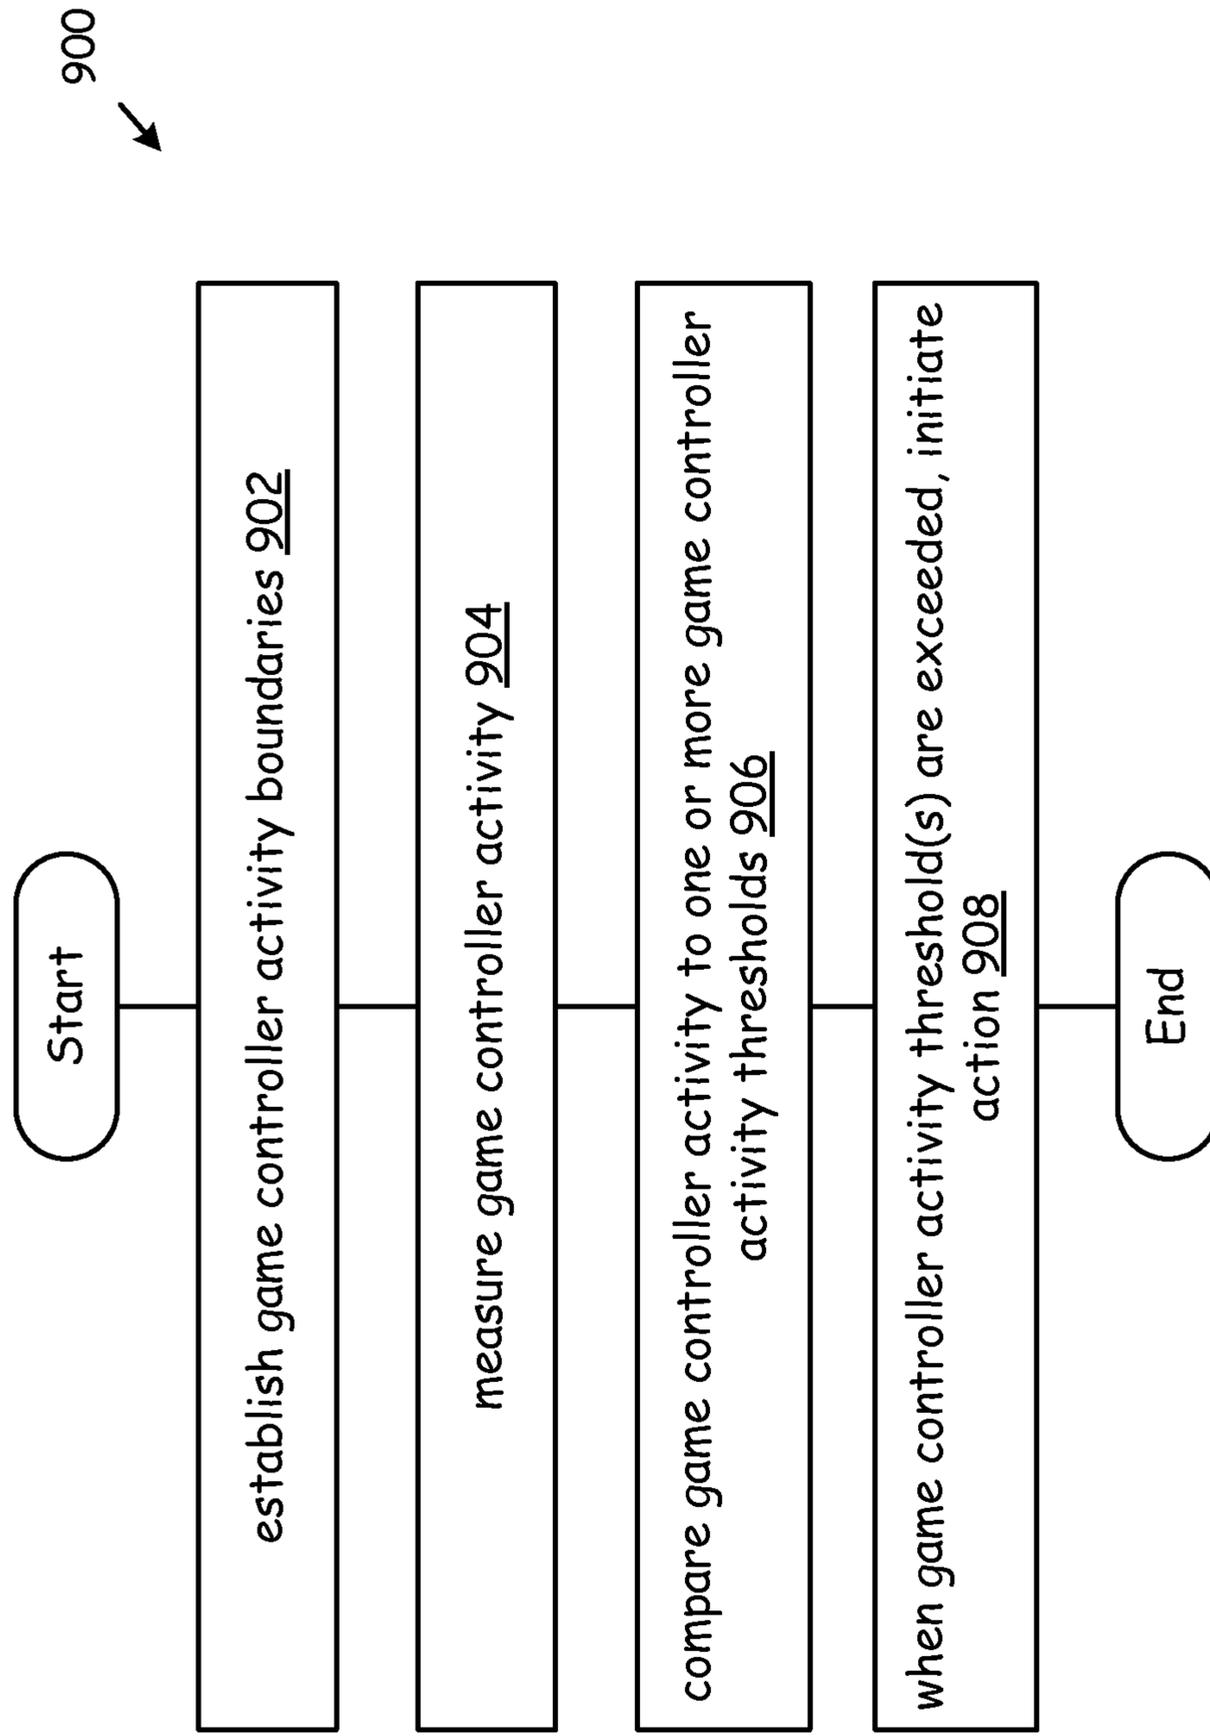 900
Start
establish game controller activity boundaries 902
measure game controller activity 904
compare game controller activity to one or more game controller
activity thresholds 906
when game controller activity threshold(s) are exceeded, initiate
action 908
End